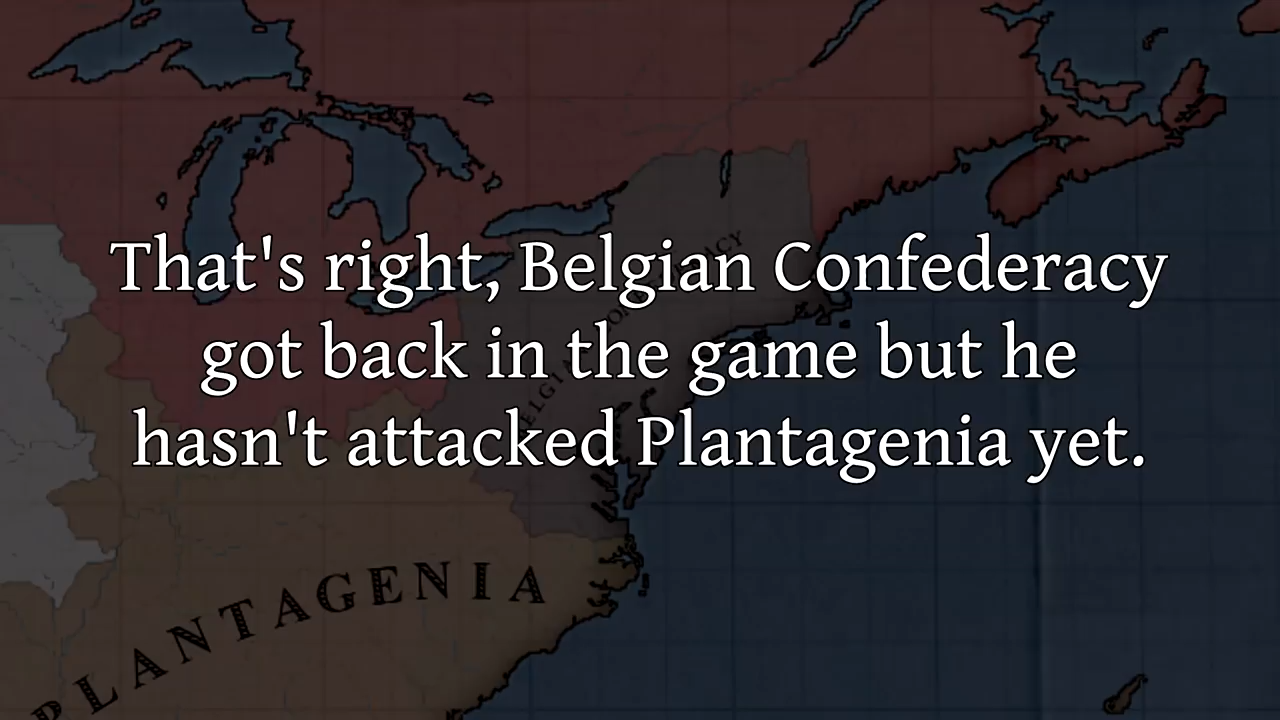 That's right, Belgian Confederacy
got back in the game but he
hasn't attacked Plantagenia yet.
PLANTAGENIA